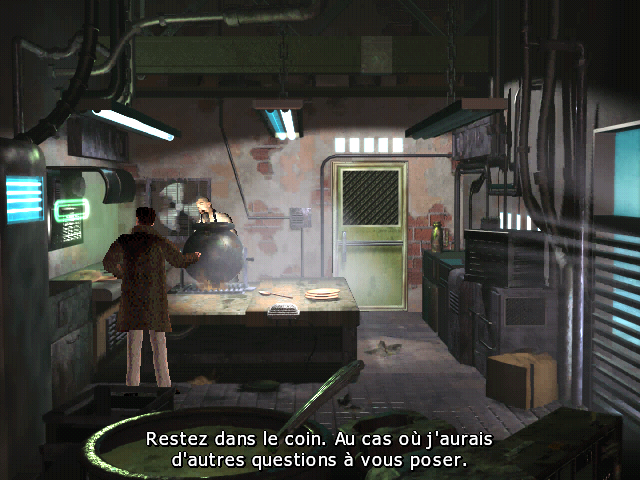 Restez dans le coin. Au cas où j'aurais
d'autres questions à vous poser.